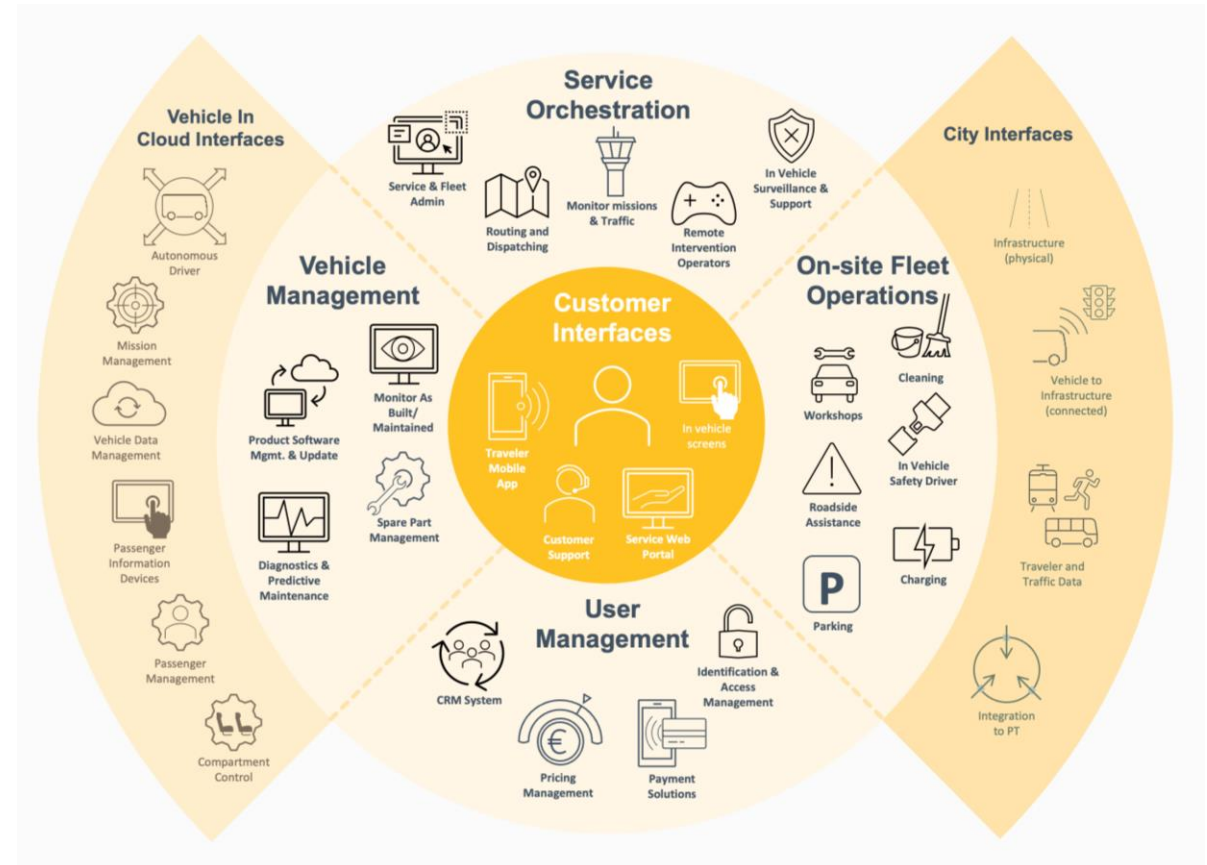 Service
Orchestration
Service & Fleet
Admin
Routing and
Dispatching
Monitor missions
& Traffic
Remote
Intervention
Operators
In Vehicle
Surveillance &
Support
Vehicle In
Cloud Interfaces
Autonomous
Driver
Mission
Management
Vehicle Data
Management
Passenger
Information
Devices
Passenger
Management
Compartment
Control
Vehicle
Management
Monitor As
Built/
Maintained
Product Software
Mgmt. & Update
Spare Part
Management
Diagnostics &
Predictive
Maintenance
Customer
Interfaces
Traveler
Mobile
App
In vehicle
screens
Customer
Support
Service Web
Portal
On-site Fleet
Operations
Cleaning
Workshops
In Vehicle
Safety Driver
Roadside
Assistance
Charging
P
Parking
City Interfaces
Infrastructure
(physical)
Vehicle to
Infrastructure
(connected)
Traveler and
Traffic Data
Integration
to PT
User
Management
CRM System
€
Pricing
Management
Payment
Solutions
Identification &
Access
Management